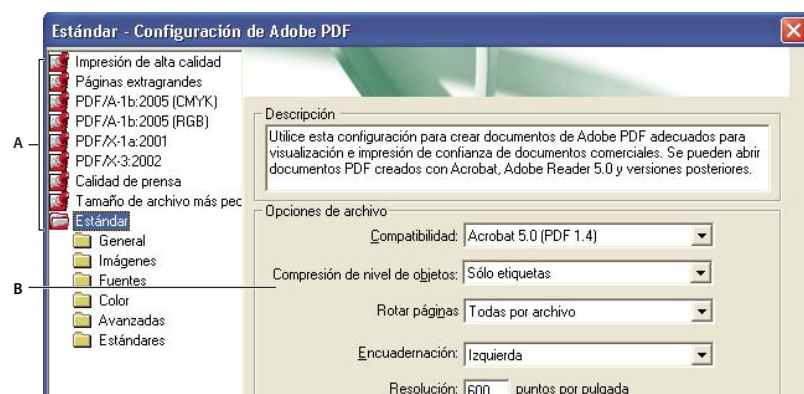 Estándar - Configuración de Adobe PDF
A
Impresión de alta calidad
Páginas extragrandes
PDF/A-1b:2005 (CMYK)
PDF/A-1b:2005 (RGB)
PDF/X-1a:2001
PDF/X-3:2002
Calidad de prensa
Tamaño de archivo más peq
Estándar
B
General
Imágenes
Fuentes
Color
Avanzadas
Estándares
Descripción
Utilice esta configuración para crear documentos de Adobe PDF adecuados para
visualización e impresión de confianza de documentos comerciales. Se pueden abrir
documentos PDF creados con Acrobat, Adobe Reader 5.0 y versiones posteriores.
Opciones de archivo
Compatibilidad: Acrobat 5.0 (PDF 1.4)
Compresión de nivel de objetos: Sólo etiquetas
Rotar páginas Todas por archivo
Encuadernación: Izquierda
Resolución: 600 puntos por pulgada